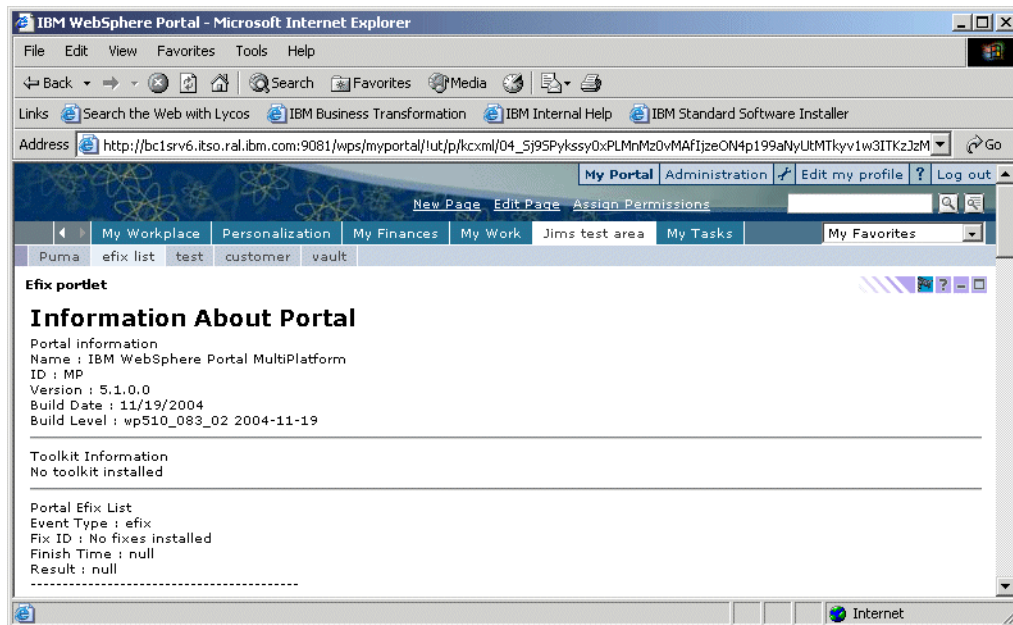 IBM WebSphere Portal - Microsoft Internet Explorer
File Edit View Favorites Tools Help
Back Search Favorites Media
Links Search the Web with Lycos IBM Business Transformation IBM Internal Help IBM Standard Software Installer
Address http://bc1srv6.itso.ral.ibm.com:9081/wps/myportal/!ut/p/kcxml/04_Sj9SPykssy0xPLMnMz0vMAfIjzeON4p199aNyUtMTkyv1w3ITKzJzM Go
My Portal Administration Edit my profile ? Log out
New Page Edit Page Assign Permissions
My Workplace Personalization My Finances My Work Jims test area My Tasks My Favorites
Puma efix list test customer vault
Efix portlet ?
Information About Portal
Portal information
Name : IBM WebSphere Portal MultiPlatform
ID : MP
Version : 5.1.0.0
Build Date : 11/19/2004
Build Level : wp510_083_02 2004-11-19
Toolkit Information
No toolkit installed
Portal Efix List
Event Type : efix
Fix ID : No fixes installed
Finish Time : null
Result : null
------------------------------------------
Internet